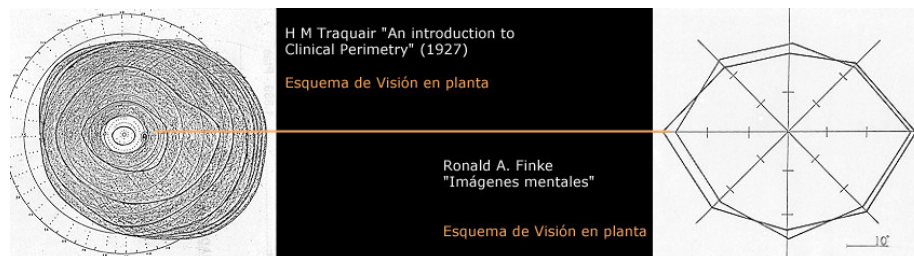 H M Traquair "An introduction to
Clinical Perimetry" (1927)
Esquema de Visión en planta
Ronald A. Finke
"Imágenes mentales"
Esquema de Visión en planta
10°